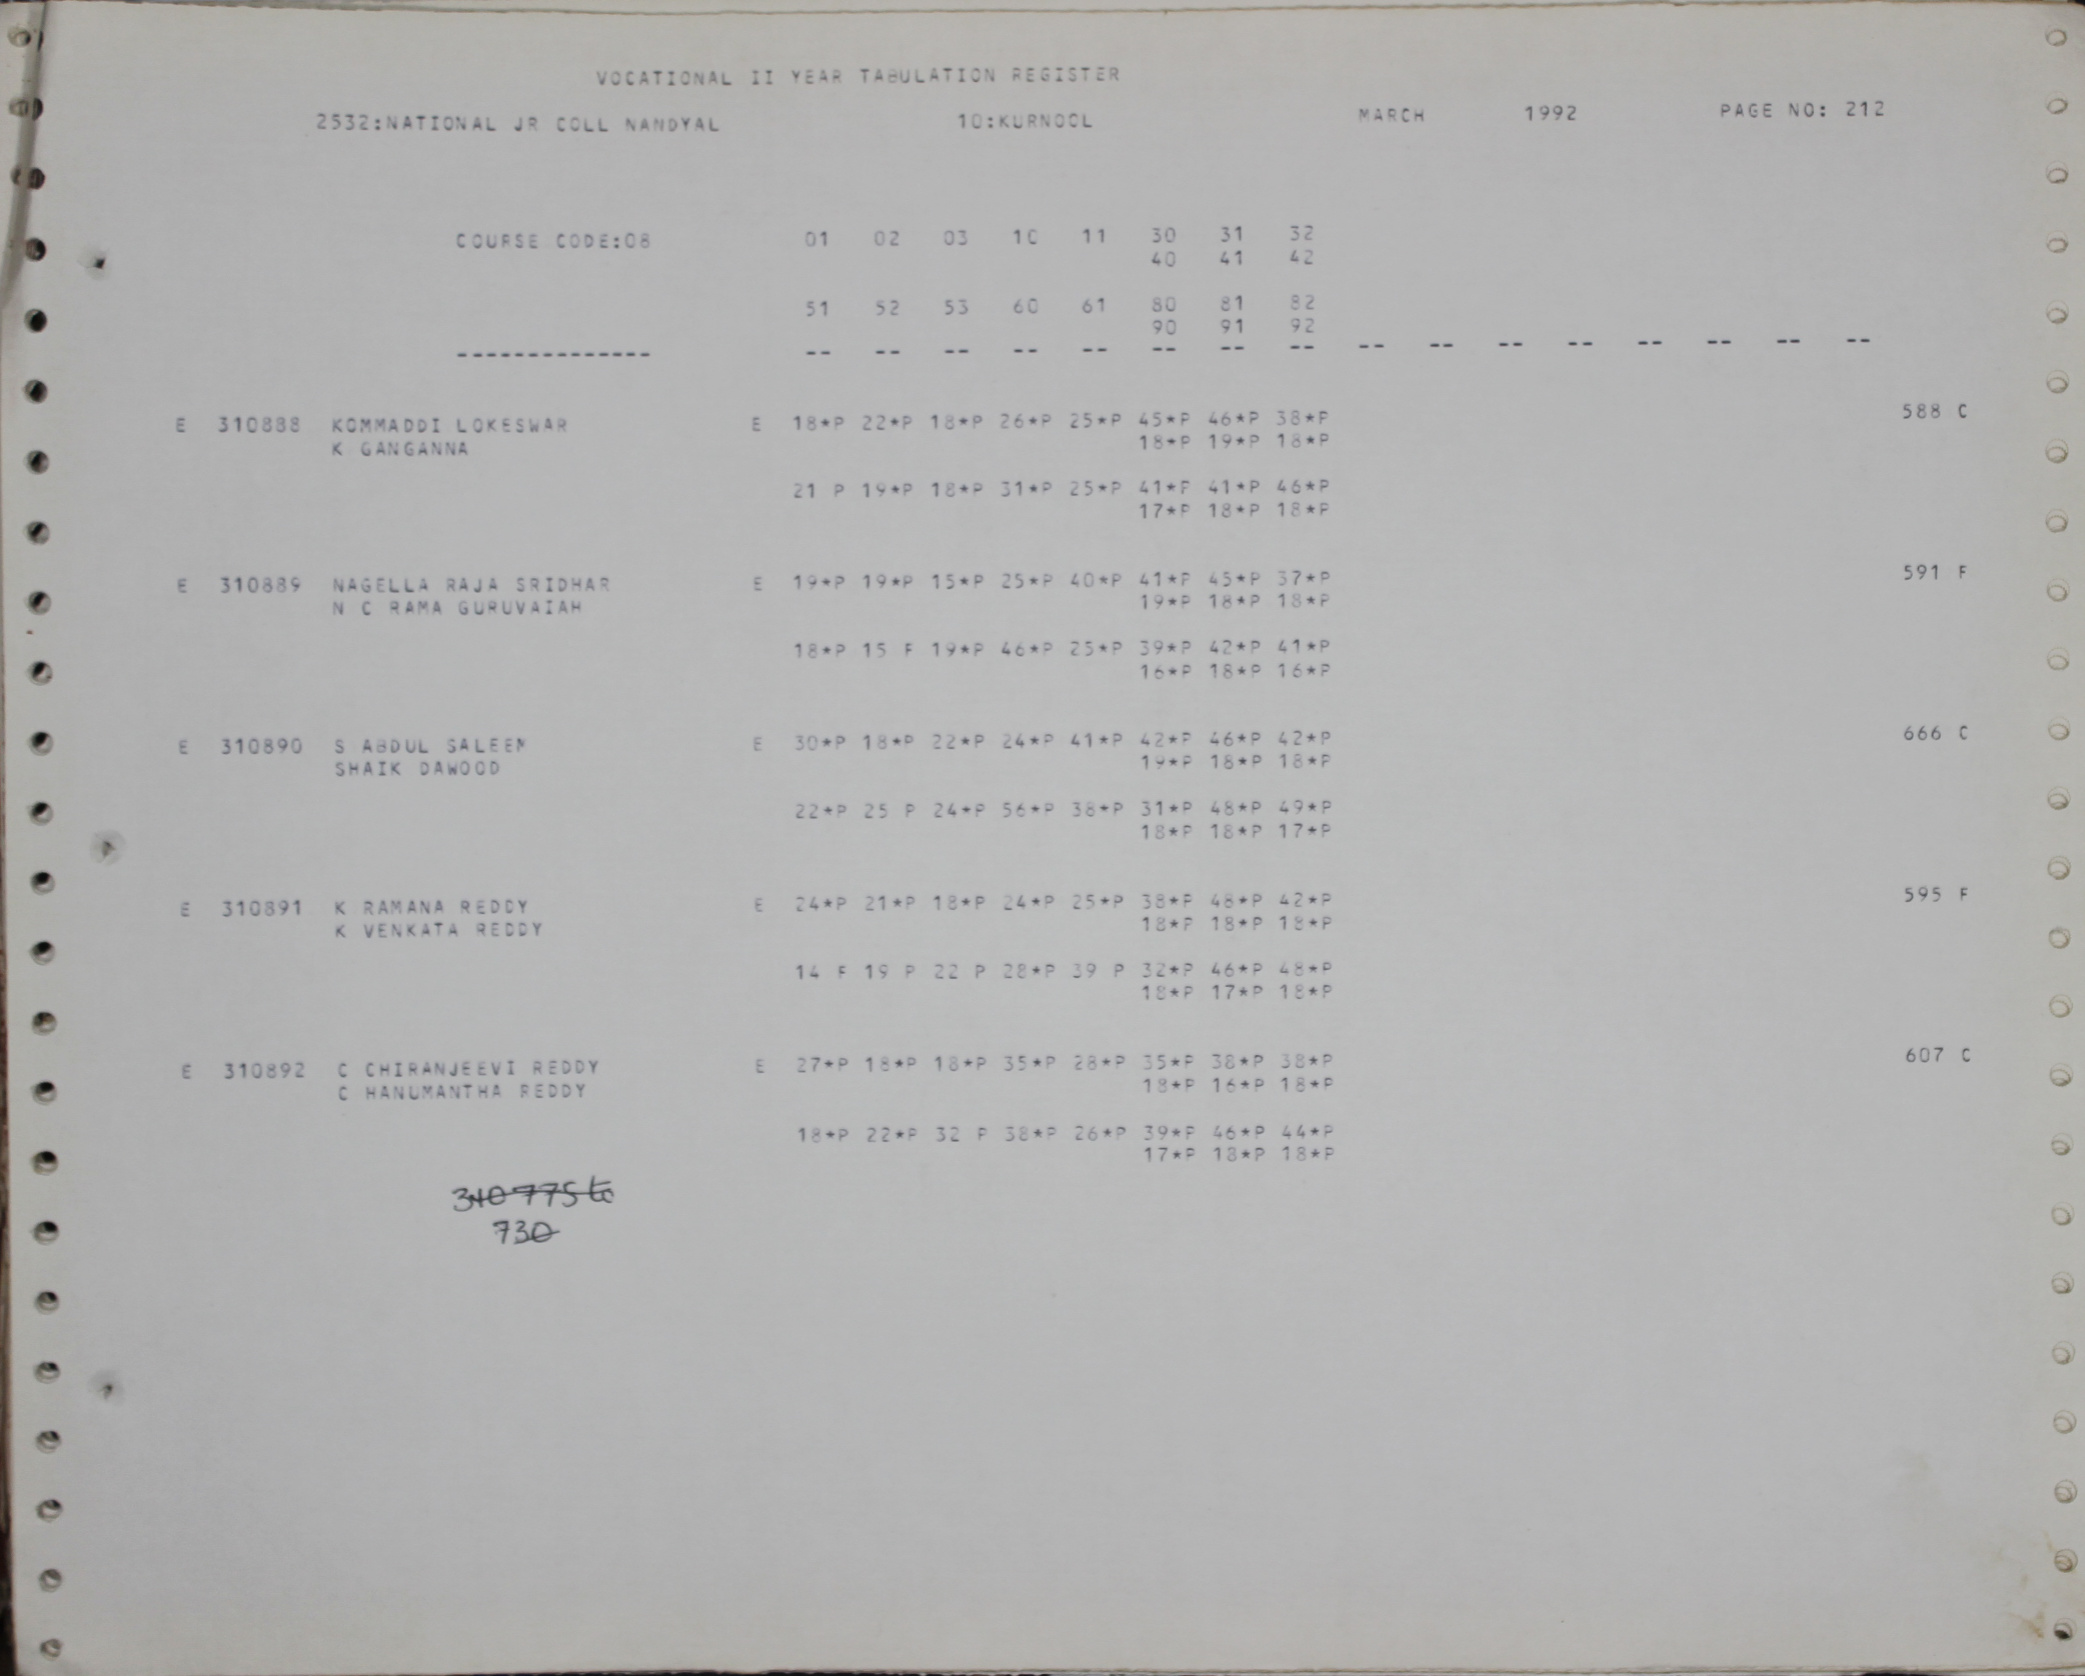 VOCATIONAL II YEAR TABULATION REGISTER
2532:NATIONAL JR COLL NANDYAL 10:KURNOOL MARCH 1992 PAGE NO: 212
COURSE CODE:08 01 02 03 10 11 30 31 32
40 41 42
51 52 53 60 61 80 81 82
90 91 92
-------------- -- -- -- -- -- -- -- -- -- -- -- -- -- -- -- --
E 310888 KOMMADDI LOKESWAR E 18*P 22*P 18*P 26*P 25*P 45*P 46*P 38*P 588 C
K GANGANNA 18*P 19*P 18*P
21 P 19*P 18*P 31*P 25*P 41*P 41*P 46*P
17*P 18*P 18*P
E 310889 NAGELLA RAJA SRIDHAR E 19*P 19*P 15*P 25*P 40*P 41*P 45*P 37*P 591 F
N C RAMA GURUVAIAH 19*P 18*P 18*P
18*P 15 F 19*P 46*P 25*P 39*P 42*P 41*P
16*P 18*P 16*P
E 310890 S ABDUL SALEEM E 30*P 18*P 22*P 24*P 41*P 42*P 46*P 42*P 666 C
SHAIK DAWOOD 19*P 18*P 18*P
22*P 25 P 24*P 56*P 38*P 31*P 48*P 49*P
18*P 18*P 17*P
E 310891 K RAMANA REDDY E 24*P 21*P 18*P 24*P 25*P 38*P 48*P 42*P 595 F
K VENKATA REDDY 18*P 18*P 18*P
14 F 19 P 22 P 28*P 39 P 32*P 46*P 48*P
18*P 17*P 18*P
E 310892 C CHIRANJEEVI REDDY E 27*P 18*P 18*P 35*P 28*P 35*P 38*P 38*P 607 C
C HANUMANTHA REDDY 18*P 16*P 18*P
18*P 22*P 32 P 38*P 26*P 39*P 46*P 44*P
17*P 18*P 18*P
340775 to
730